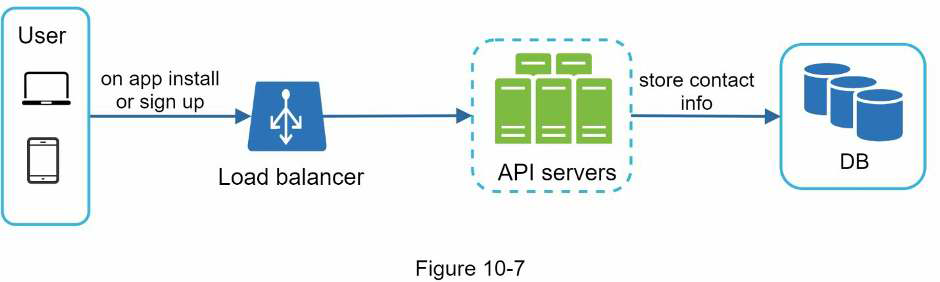 User
on app install
or sign up
Load balancer
API servers
store contact
info
DB
Figure 10-7